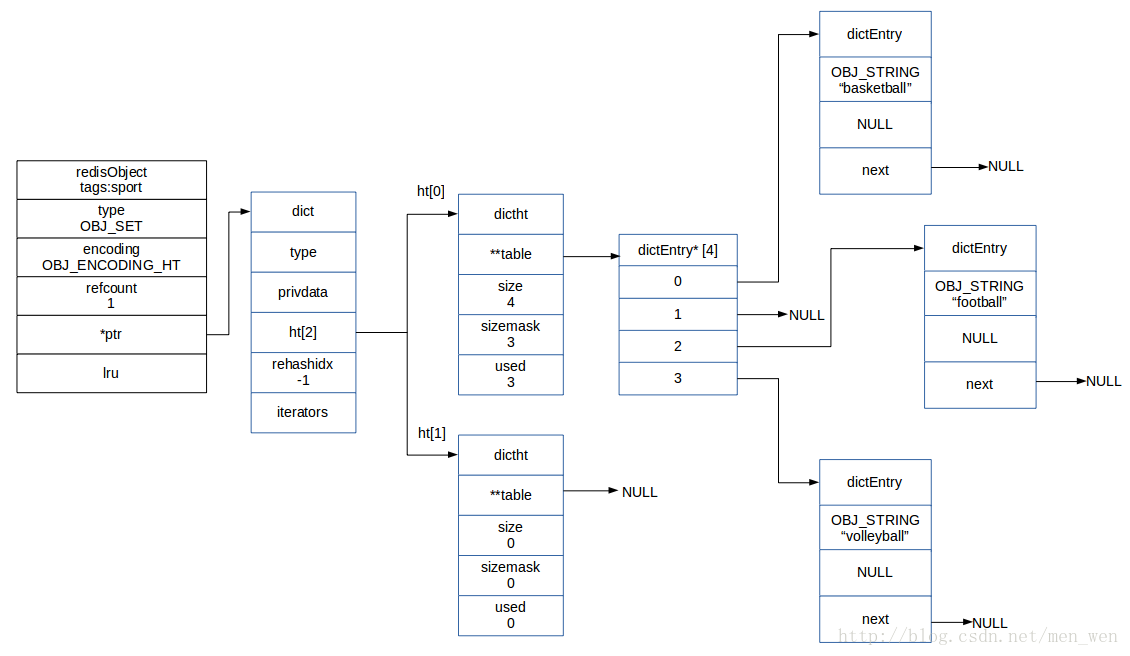 redisObject
tags:sport
type
OBJ_SET
encoding
OBJ_ENCODING_HT
refcount
1
*ptr
lru
dict
type
privdata
ht[2]
rehashidx
-1
iterators
ht[0]
dictht
**table
size
4
sizemask
3
used
3
ht[1]
dictht
**table
size
0
sizemask
0
used
0
NULL
dictEntry* [4]
0
1
2
3
NULL
dictEntry
OBJ_STRING
“basketball”
NULL
next
NULL
dictEntry
OBJ_STRING
“football”
NULL
next
NULL
dictEntry
OBJ_STRING
“volleyball”
NULL
next
NULL
http://blog.csdn.net/men_wen